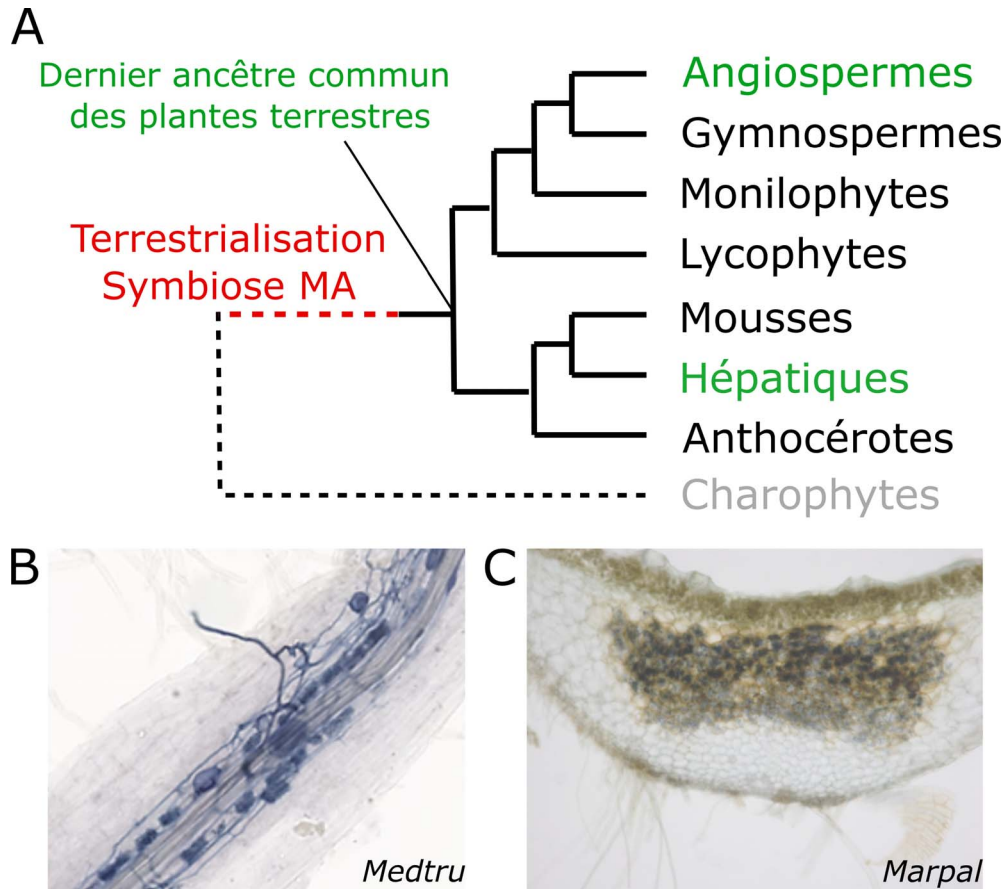 A
Dernier ancêtre commun
des plantes terrestres
Terrestrialisation
Symbiose MA
Angiospermes
Gymnospermes
Monilophytes
Lycophytes
Mousses
Hépatiques
Anthocérotes
Charophytes
B
Medtru
C
Marpal